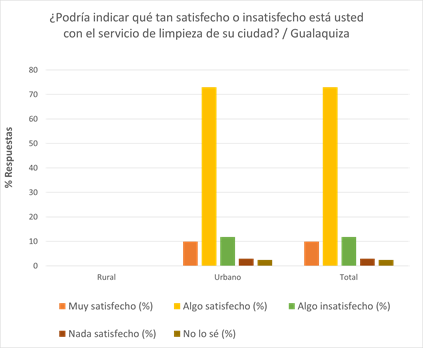 ¿Podría indicar qué tan satisfecho o insatisfecho está usted
con el servicio de limpieza de su ciudad? / Gualaquiza
80
70
60
50
40
30
20
10
0
% Respuestas
Rural Urbano Total
Muy satisfecho (%) Algo satisfecho (%) Algo insatisfecho (%)
Nada satisfecho (%) No lo sé (%)